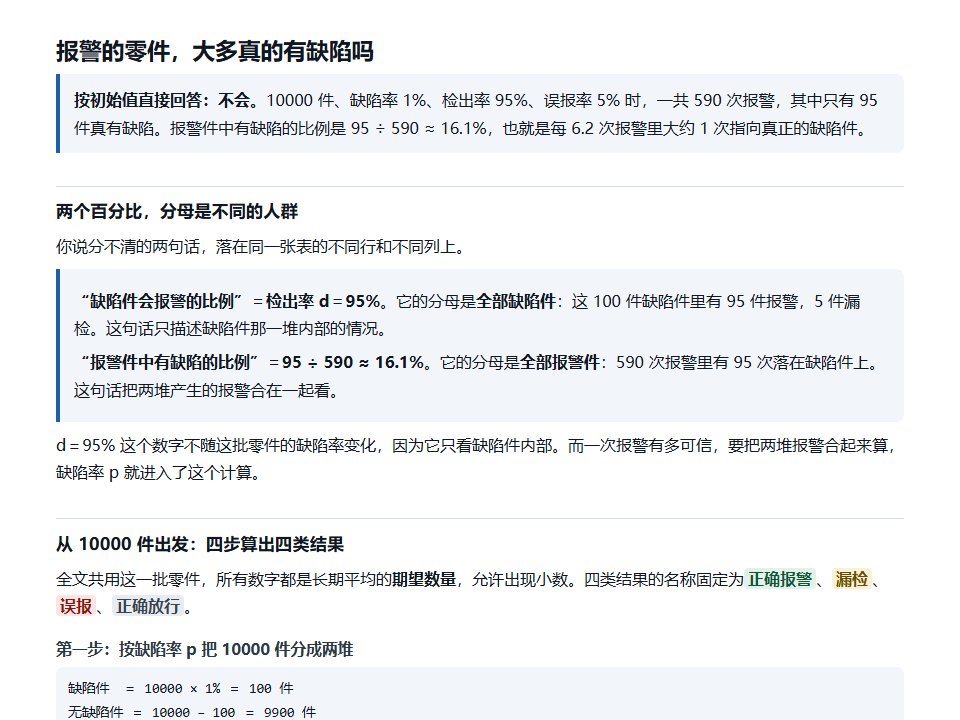 报警的零件，大多真的有缺陷吗
按初始值直接回答：不会。10000 件、缺陷率 1%、检出率 95%、误报率 5% 时，一共 590 次报警，其中只有 95
件真有缺陷。报警件中有缺陷的比例是 95 ÷ 590 ≈ 16.1%，也就是每 6.2 次报警里大约 1 次指向真正的缺陷件。
两个百分比，分母是不同的人群
你说分不清的两句话，落在同一张表的不同行和不同列上。
“缺陷件会报警的比例” = 检出率 d = 95%。它的分母是全部缺陷件：这 100 件缺陷件里有 95 件报警，5 件漏
检。这句话只描述缺陷件那一堆内部的情况。
“报警件中有缺陷的比例” = 95 ÷ 590 ≈ 16.1%。它的分母是全部报警件：590 次报警里有 95 次落在缺陷件上。
这句话把两堆产生的报警合在一起看。
d = 95% 这个数字不随这批零件的缺陷率变化，因为它只看缺陷件内部。而一次报警有多可信，要把两堆报警合起来算，
缺陷率 p 就进入了这个计算。
从 10000 件出发：四步算出四类结果
全文共用这一批零件，所有数字都是长期平均的期望数量，允许出现小数。四类结果的名称固定为 正确报警 、 漏检 、
误报 、 正确放行 。
第一步：按缺陷率 p 把 10000 件分成两堆
缺陷件 = 10000 × 1% = 100 件
无缺陷件 = 10000 − 100 = 9900 件